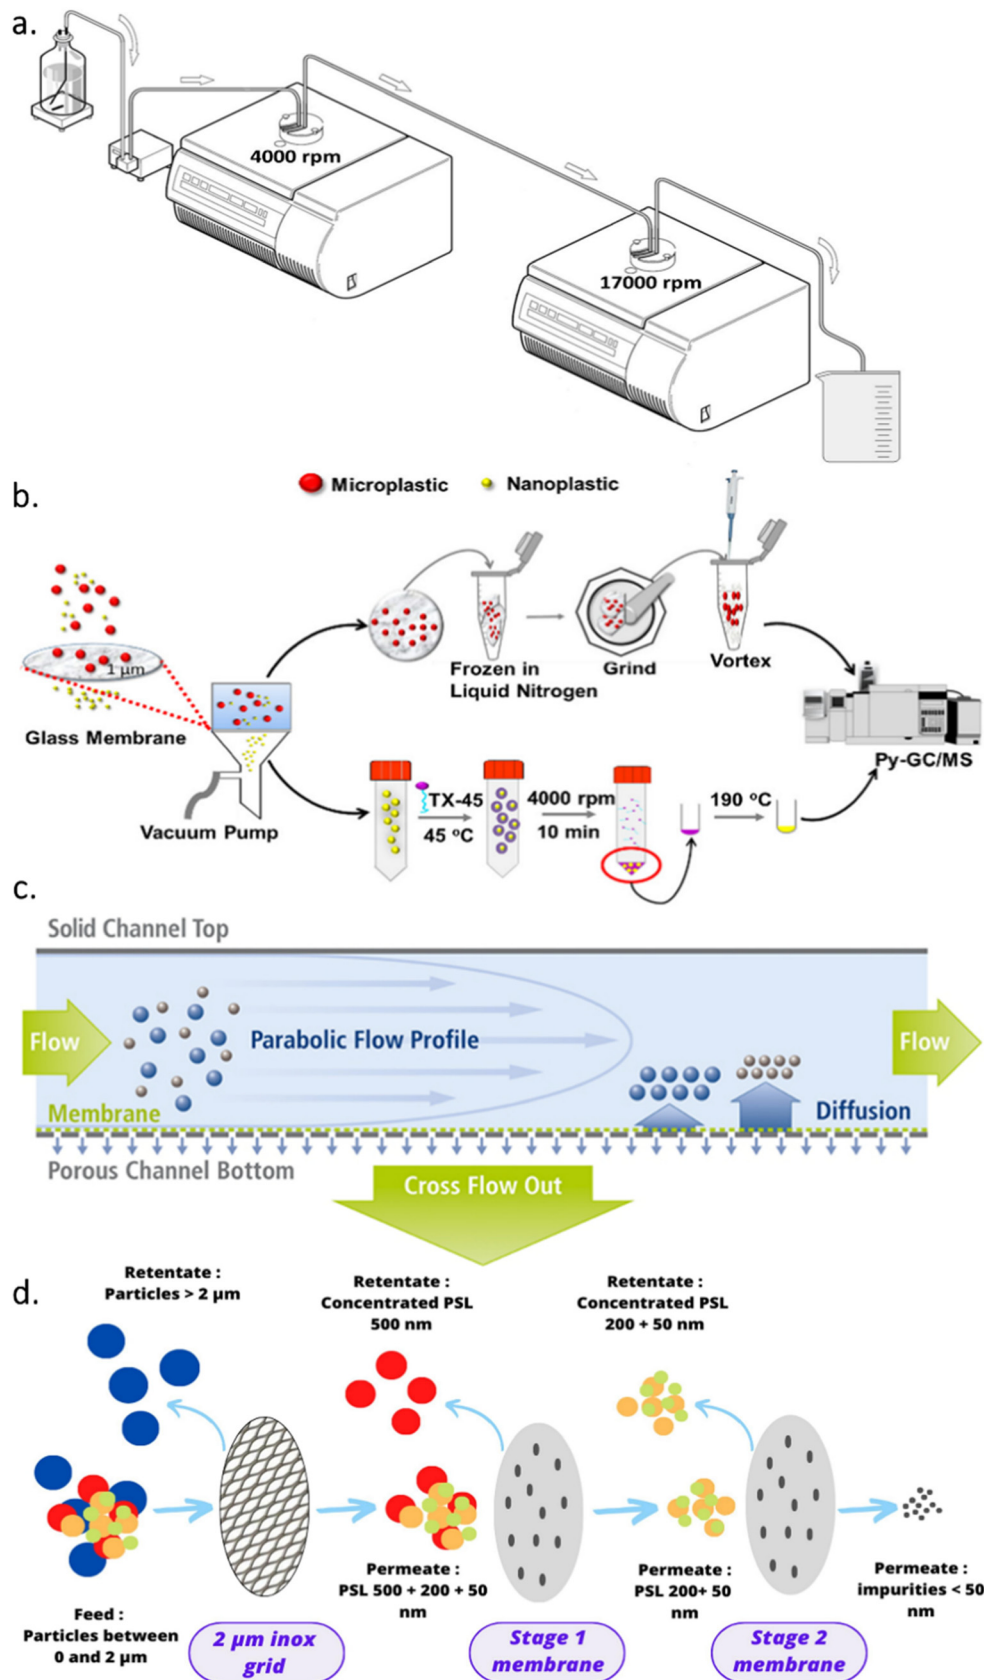 a.
4000 rpm
17000 rpm
b.
Microplastic
Nanoplastic
1 μm
Glass Membrane
Vacuum Pump
Frozen in
Liquid Nitrogen
Grind
Vortex
Py-GC/MS
TX-45
45 °C
4000 rpm
10 min
190 °C
c.
Solid Channel Top
Flow
Parabolic Flow Profile
Flow
Membrane
Diffusion
Porous Channel Bottom
Cross Flow Out
d.
Retentate :
Particles > 2 μm
Retentate :
Concentrated PSL
500 nm
Retentate :
Concentrated PSL
200 + 50 nm
Feed :
Particles between
0 and 2 μm
2 μm inox
grid
Permeate :
PSL 500 + 200 + 50
nm
Stage 1
membrane
Permeate :
PSL 200+ 50
nm
Stage 2
membrane
Permeate :
impurities < 50
nm